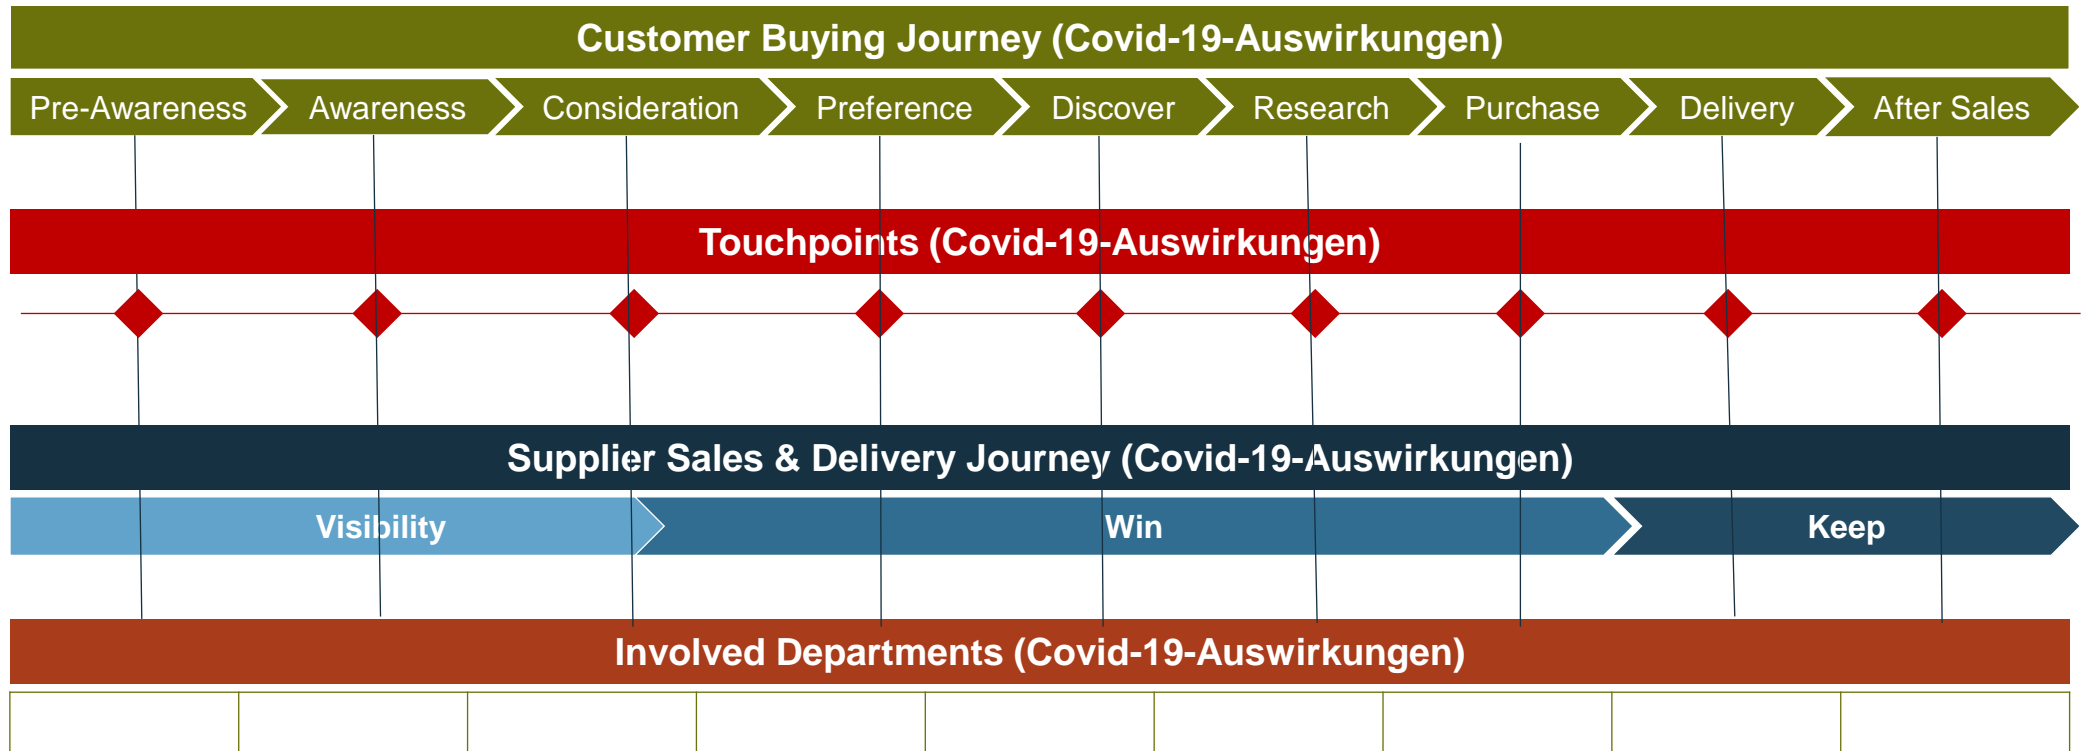 Customer Buying Journey (Covid-19-Auswirkungen)
Pre-Awareness Awareness Consideration Preference Discover Research Purchase Delivery After Sales
Touchpoints (Covid-19-Auswirkungen)
Supplier Sales & Delivery Journey (Covid-19-Auswirkungen)
Visibility Win Keep
Involved Departments (Covid-19-Auswirkungen)